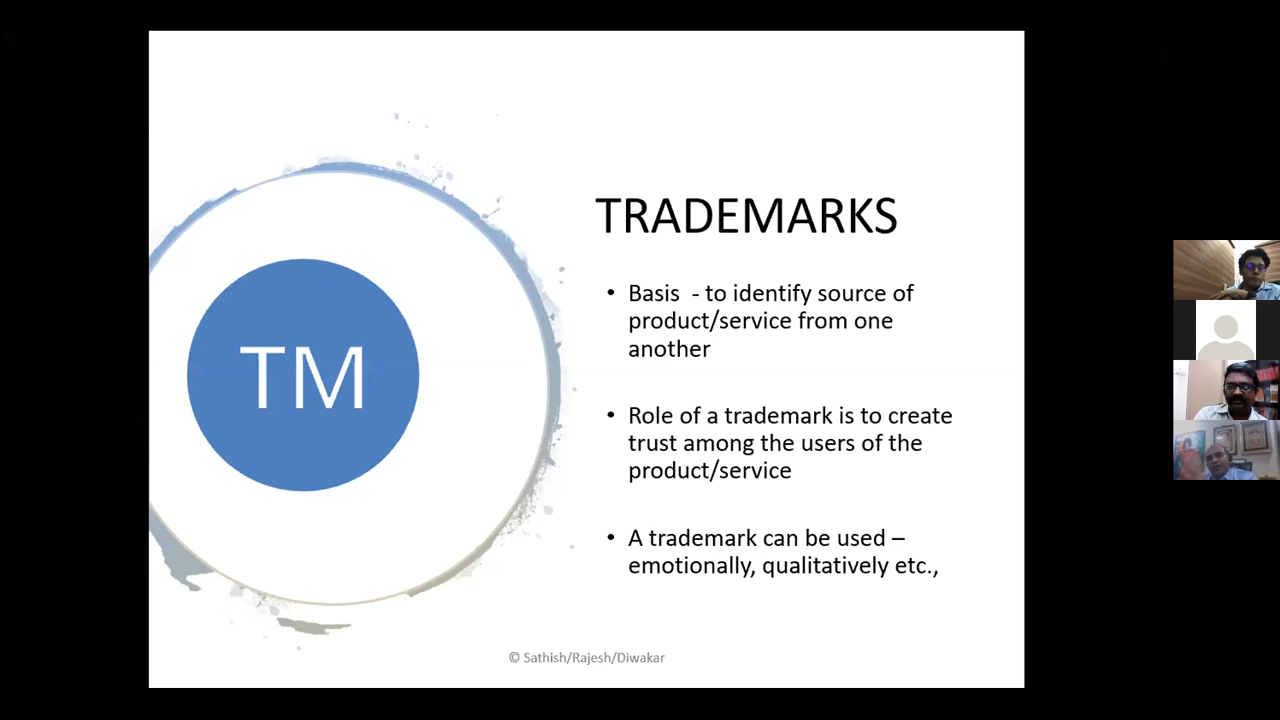 TM
TRADEMARKS
• Basis  - to identify source of
product/service from one
another
• Role of a trademark is to create
trust among the users of the
product/service
• A trademark can be used –
emotionally, qualitatively etc.,
© Sathish/Rajesh/Diwakar